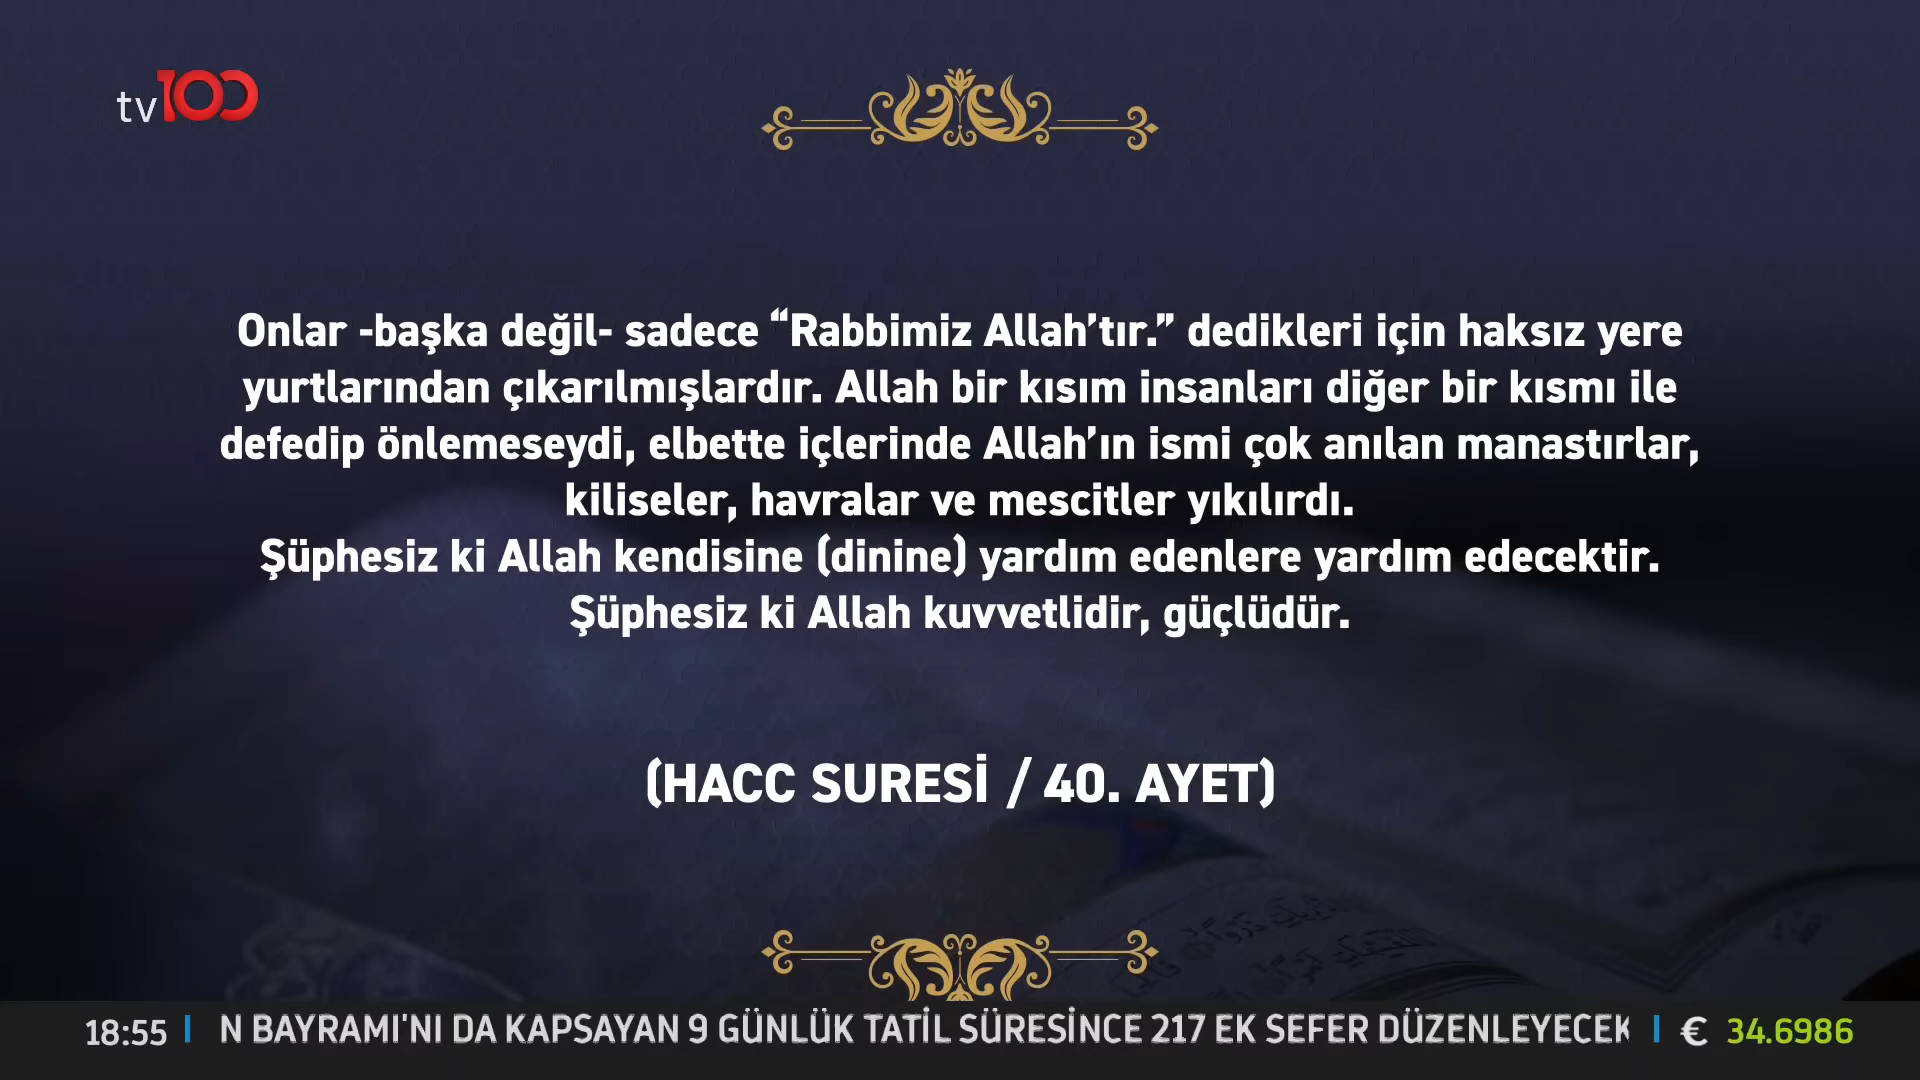 tv100
Onlar -başka değil- sadece “Rabbimiz Allah’tır.” dedikleri için haksız yere
yurtlarından çıkarılmışlardır. Allah bir kısım insanları diğer bir kısmı ile
defedip önlemeseydi, elbette içlerinde Allah’ın ismi çok anılan manastırlar,
kiliseler, havralar ve mescitler yıkılırdı.
Şüphesiz ki Allah kendisine (dinine) yardım edenlere yardım edecektir.
Şüphesiz ki Allah kuvvetlidir, güçlüdür.
(HACC SURESİ / 40. AYET)
18:55 N BAYRAMI'NI DA KAPSAYAN 9 GÜNLÜK TATİL SÜRESİNCE 217 EK SEFER DÜZENLEYECEK € 34.6986